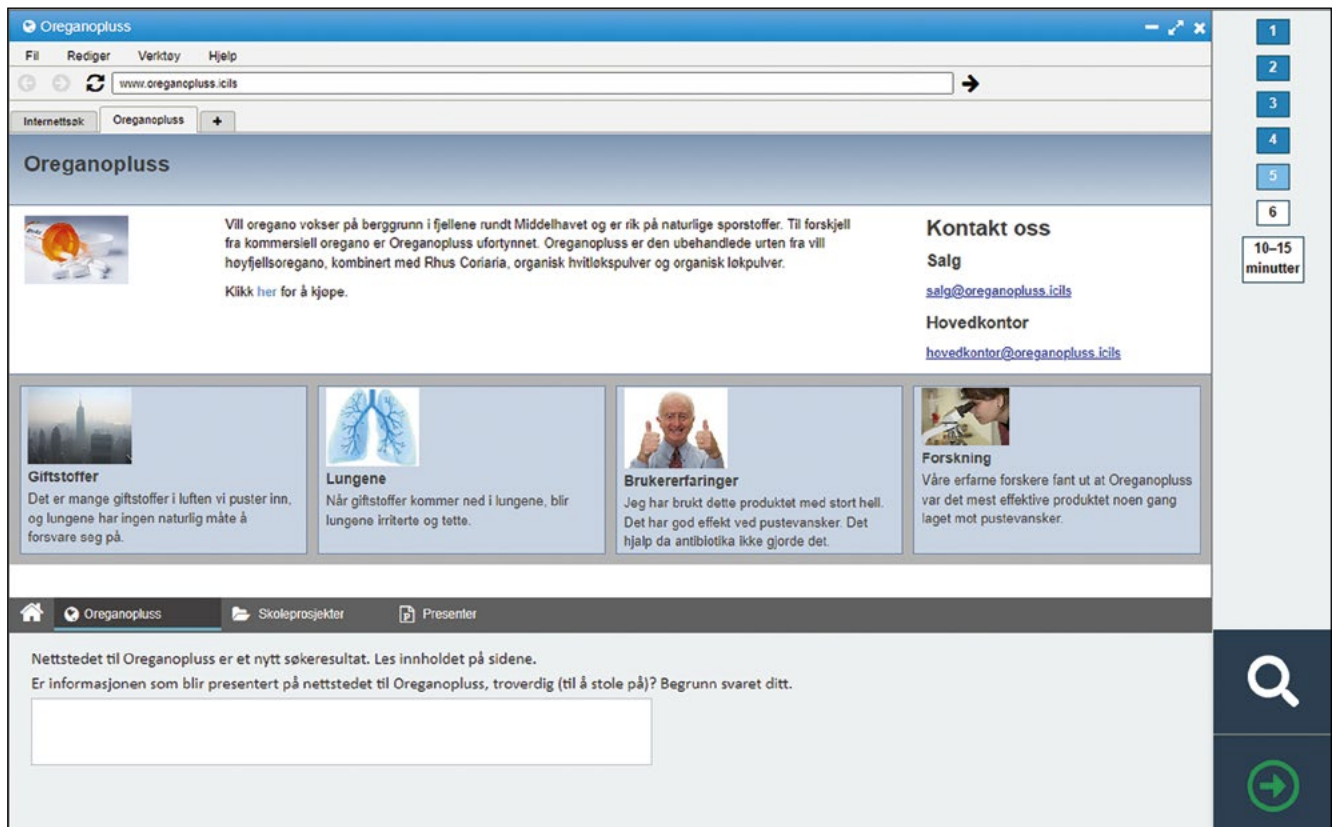 Oreganopluss
Fil Rediger Verktøy Hjelp
www.oreganopluss.icils
Internettsøk Oreganopluss +
Oreganopluss
Vill oregano vokser på berggrunn i fjellene rundt Middelhavet og er rik på naturlige sporstoffer. Til forskjell
fra kommersiell oregano er Oreganopluss ufortynnet. Oreganopluss er den ubehandlede urten fra vill
høyfjellsoregano, kombinert med Rhus Coriaria, organisk hvitløkspulver og organisk løkpulver.
Klikk her for å kjøpe.
Kontakt oss
Salg
salg@oreganopluss.icils
Hovedkontor
hovedkontor@oreganopluss.icils
Giftstoffer
Det er mange giftstoffer i luften vi puster inn,
og lungene har ingen naturlig måte å
forsvare seg på.
Lungene
Når giftstoffer kommer ned i lungene, blir
lungene irriterte og tette.
Brukererfaringer
Jeg har brukt dette produktet med stort hell.
Det har god effekt ved pustevansker. Det
hjalp da antibiotika ikke gjorde det.
Forskning
Våre erfarne forskere fant ut at Oreganopluss
var det mest effektive produktet noen gang
laget mot pustevansker.
Oreganopluss Skoleprosjekter Presenter
Nettstedet til Oreganopluss er et nytt søkeresultat. Les innholdet på sidene.
Er informasjonen som blir presentert på nettstedet til Oreganopluss, troverdig (til å stole på)? Begrunn svaret ditt.
1
2
3
4
5
6
10–15
minutter